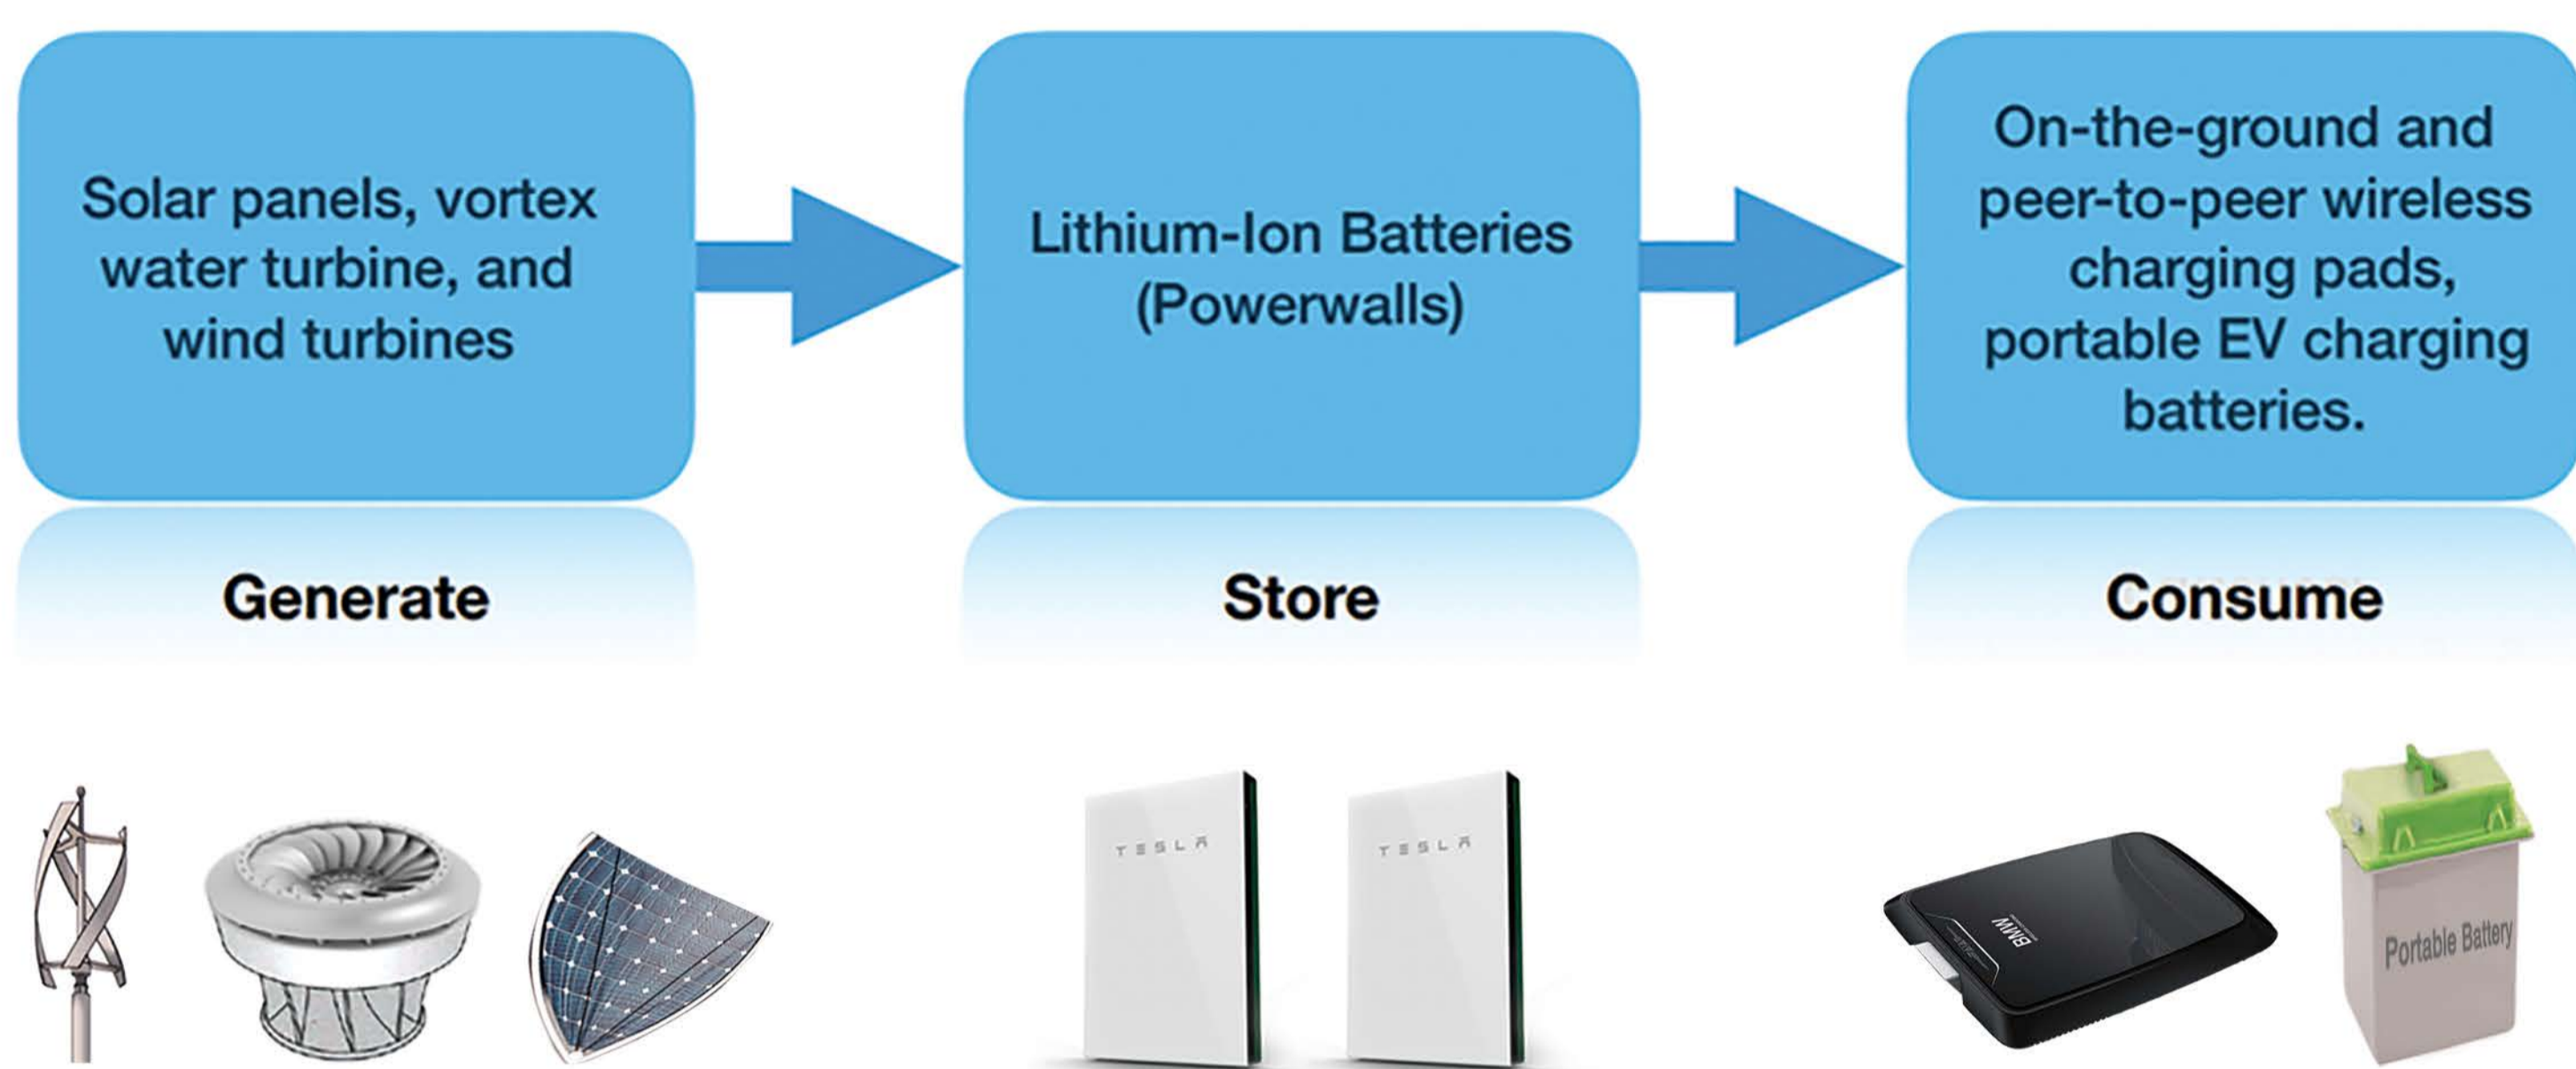 Solar panels, vortex
water turbine, and
wind turbines
Lithium-Ion Batteries
(Powerwalls)
On-the-ground and
peer-to-peer wireless
charging pads,
portable EV charging
batteries.
Generate
Store
Consume
TESLA
TESLA
BMW
Portable Battery